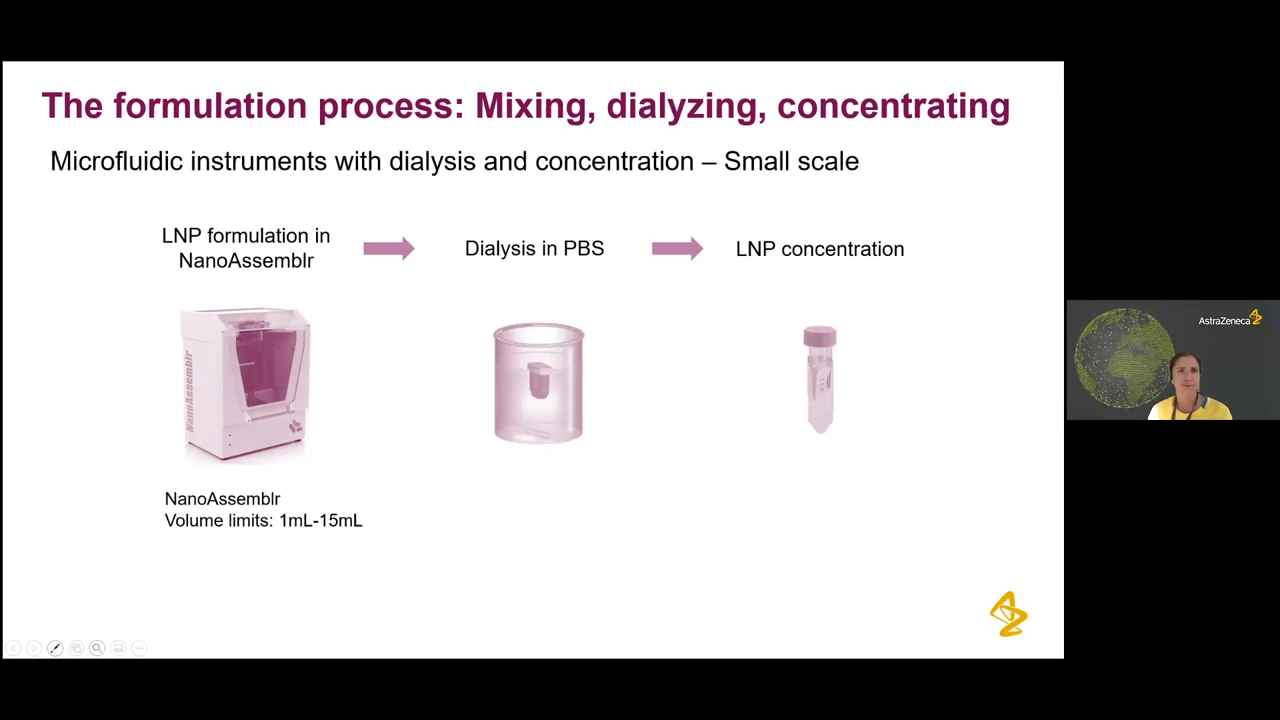 The formulation process: Mixing, dialyzing, concentrating
Microfluidic instruments with dialysis and concentration – Small scale
LNP formulation in
NanoAssemblr
Dialysis in PBS
LNP concentration
NanoAssemblr
NanoAssemblr
Volume limits: 1mL-15mL
AstraZeneca